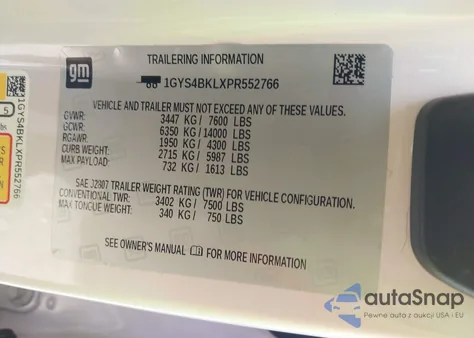 gm
TRAILERING INFORMATION
1GYS4BKLXPR552766
VEHICLE AND TRAILER MUST NOT EXCEED ANY OF THESE VALUES.
GVWR: 3447 KG / 7600 LBS
GCWR: 6350 KG / 14000 LBS
RGAWR: 1950 KG / 4300 LBS
CURB WEIGHT: 2715 KG / 5987 LBS
MAX PAYLOAD: 732 KG / 1613 LBS
SAE J2807 TRAILER WEIGHT RATING (TWR) FOR VEHICLE CONFIGURATION.
CONVENTIONAL TWR: 3402 KG / 7500 LBS
MAX TONGUE WEIGHT: 340 KG / 750 LBS
SEE OWNER'S MANUAL FOR MORE INFORMATION
1GYS4BKLXPR552766
5
autoSnap
Pewne auta z aukcji USA i EU